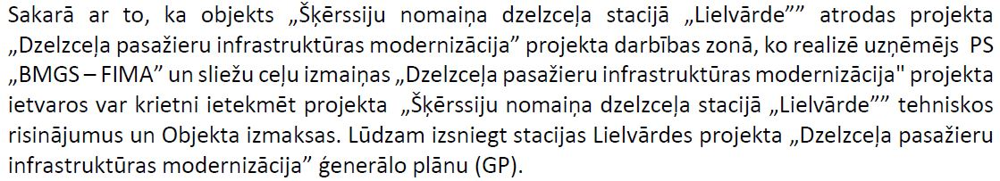 Sakarā ar to, ka objekts „Šķērssiju nomaiņa dzelzceļa stacijā „Lielvārde”” atrodas projekta
„Dzelzceļa pasažieru infrastruktūras modernizācija” projekta darbības zonā, ko realizē uzņēmējs PS
„BMGS – FIMA” un sliežu ceļu izmaiņas „Dzelzceļa pasažieru infrastruktūras modernizācija" projekta
ietvaros var krietni ietekmēt projekta „Šķērssiju nomaiņa dzelzceļa stacijā „Lielvārde”” tehniskos
risinājumus un Objekta izmaksas. Lūdzam izsniegt stacijas Lielvārdes projekta „Dzelzceļa pasažieru
infrastruktūras modernizācija” ģenerālo plānu (GP).